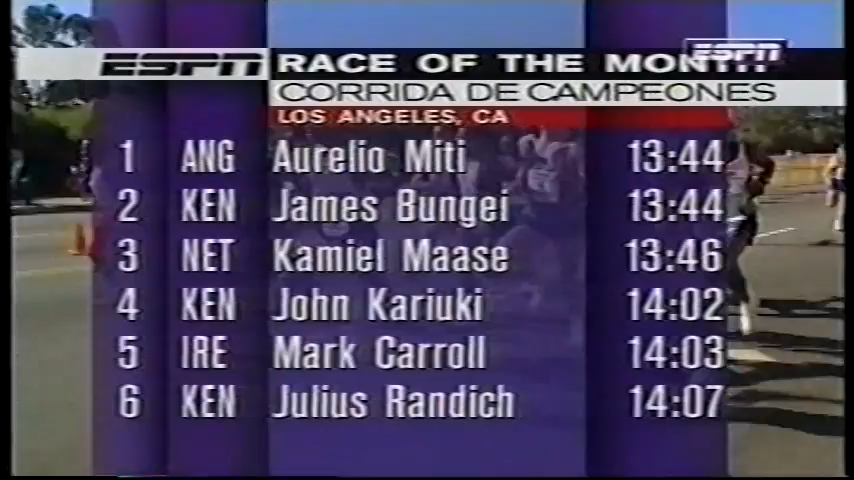 ESPN RACE OF THE MONTH
ESPN
CORRIDA DE CAMPEONES
LOS ANGELES, CA
1 ANG Aurelio Miti 13:44
2 KEN James Bungei 13:44
3 NET Kamiel Maase 13:46
4 KEN John Kariuki 14:02
5 IRE Mark Carroll 14:03
6 KEN Julius Randich 14:07